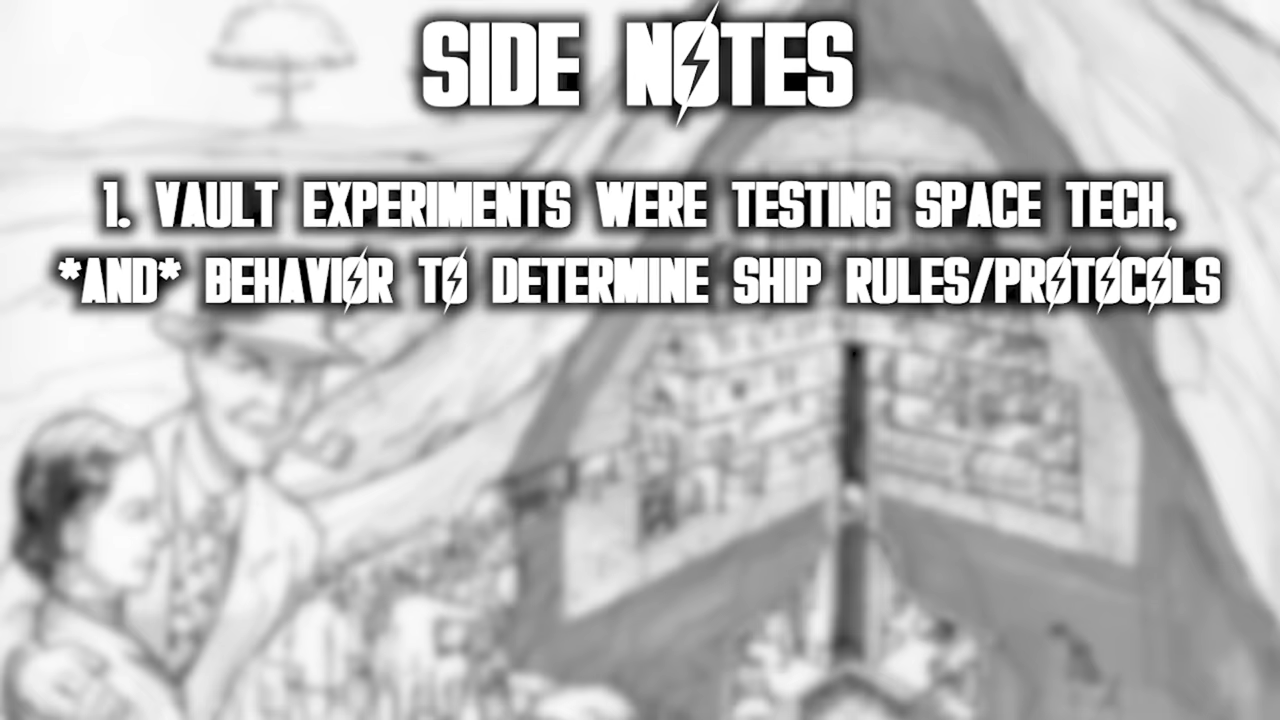 SIDE NOTES
1. VAULT EXPERIMENTS WERE TESTING SPACE TECH,
*AND* BEHAVIOR TO DETERMINE SHIP RULES/PROTOCOLS